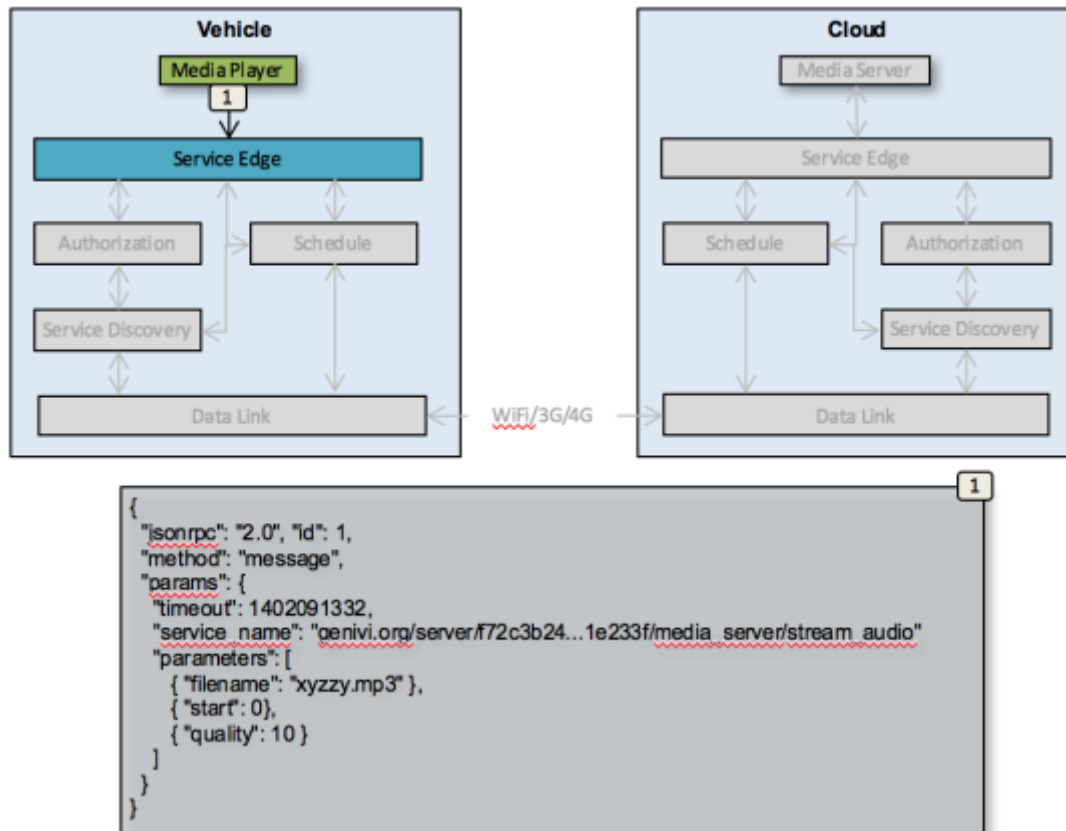 Vehicle
Media Player
1
Service Edge
Authorization
Schedule
Service Discovery
Data Link
WiFi/3G/4G
Cloud
Media Server
Service Edge
Schedule
Authorization
Service Discovery
Data Link
1
{
"jsonrpc": "2.0", "id": 1,
"method": "message",
"params": {
"timeout": 1402091332,
"service_name": "genivi.org/server/f72c3b24...1e233f/media_server/stream_audio"
"parameters": [
{ "filename": "xyzzy.mp3" },
{ "start": 0},
{ "quality": 10 }
]
}
}